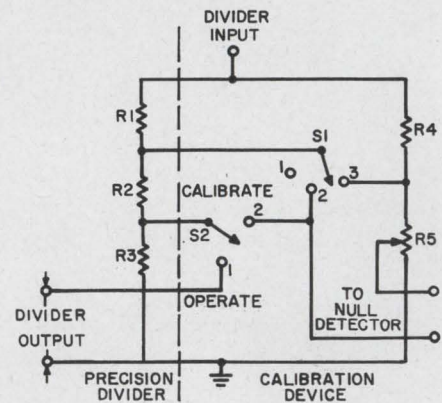 DIVIDER
INPUT
R1
S1
R4
1
3
R2
CALIBRATE
2
2
S2
R5
R3
1
TO
NULL
DETECTOR
OPERATE
DIVIDER
OUTPUT
PRECISION
DIVIDER
CALIBRATION
DEVICE